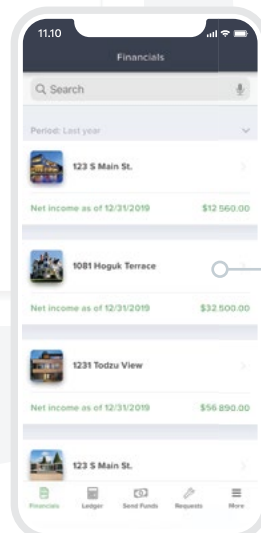 11.10
Financials
Search
Period: Last year
123 S Main St.
Net income as of 12/31/2019 $12 560.00
1081 Hoguk Terrace
Net income as of 12/31/2019 $32 500.00
1231 Todzu View
Net income as of 12/31/2019 $56 890.00
123 S Main St.
Financials Ledger Send Funds Requests More